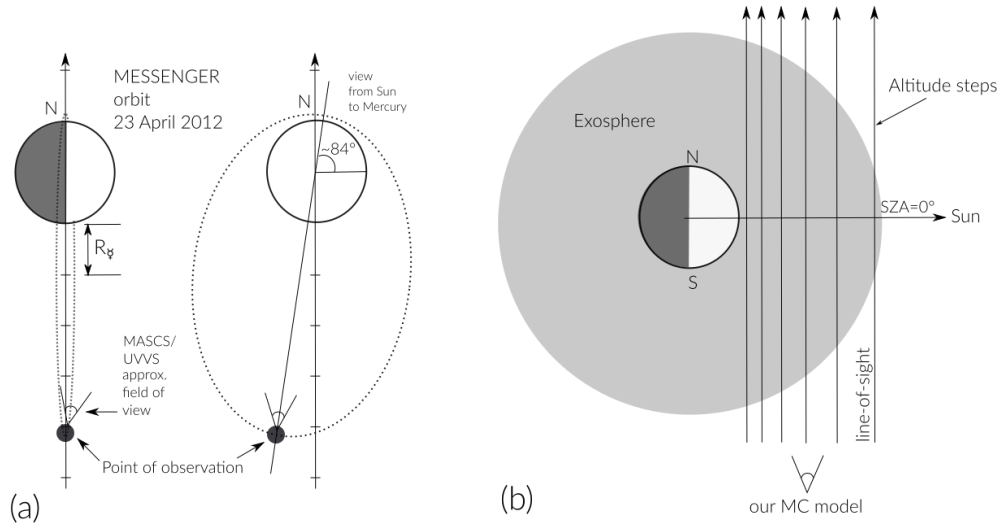 MESSENGER
orbit
23 April 2012
N
R☿
MASCS/
UVVS
approx.
field of
view
Point of observation
(a)
view
from Sun
to Mercury
N
~84°
Exosphere
N
S
Altitude steps
SZA=0°
Sun
line-of-sight
our MC model
(b)